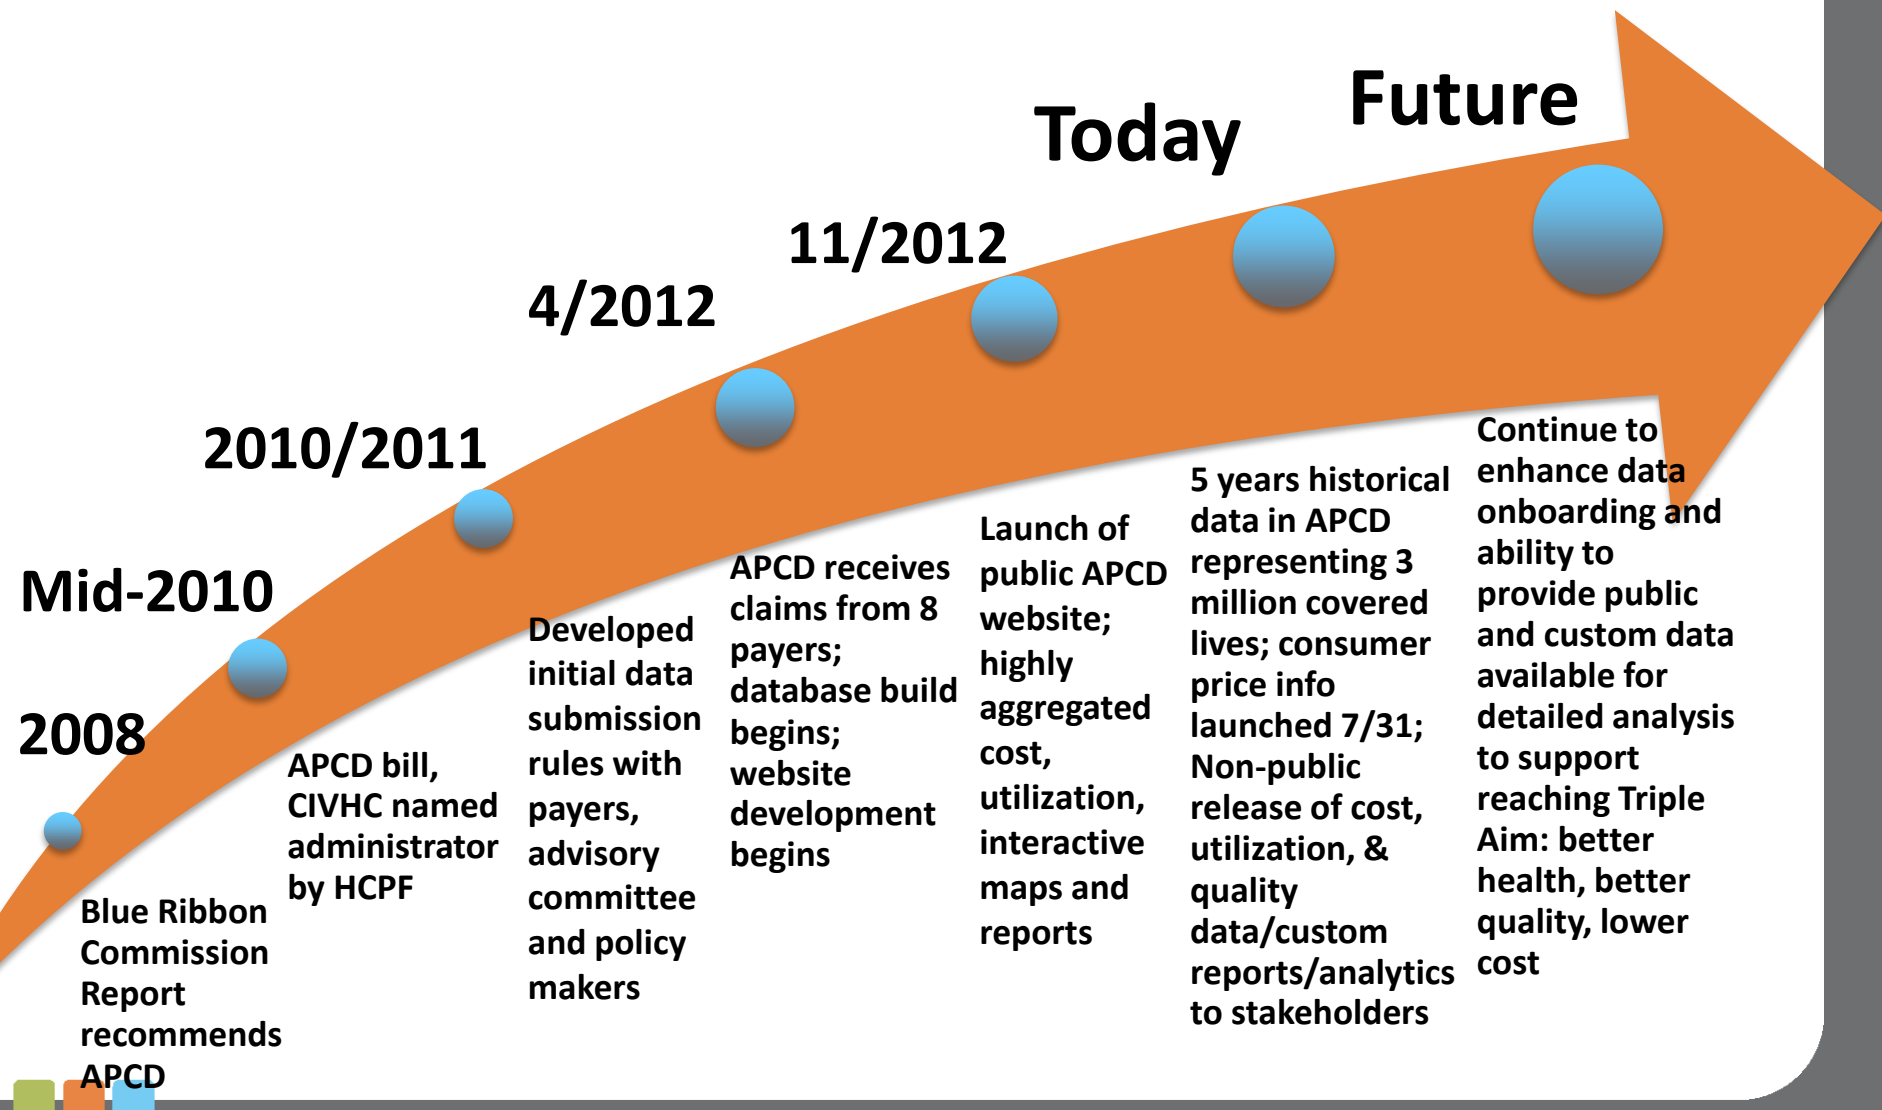 2008
Blue Ribbon
Commission
Report
recommends
APCD
Mid-2010
APCD bill,
CIVHC named
administrator
by HCPF
2010/2011
Developed
initial data
submission
rules with
payers,
advisory
committee
and policy
makers
4/2012
APCD receives
claims from 8
payers;
database build
begins;
website
development
begins
11/2012
Launch of
public APCD
website;
highly
aggregated
cost,
utilization,
interactive
maps and
reports
Today
5 years historical
data in APCD
representing 3
million covered
lives; consumer
price info
launched 7/31;
Non-public
release of cost,
utilization, &
quality
data/custom
reports/analytics
to stakeholders
Future
Continue to
enhance data
onboarding and
ability to
provide public
and custom data
available for
detailed analysis
to support
reaching Triple
Aim: better
health, better
quality, lower
cost